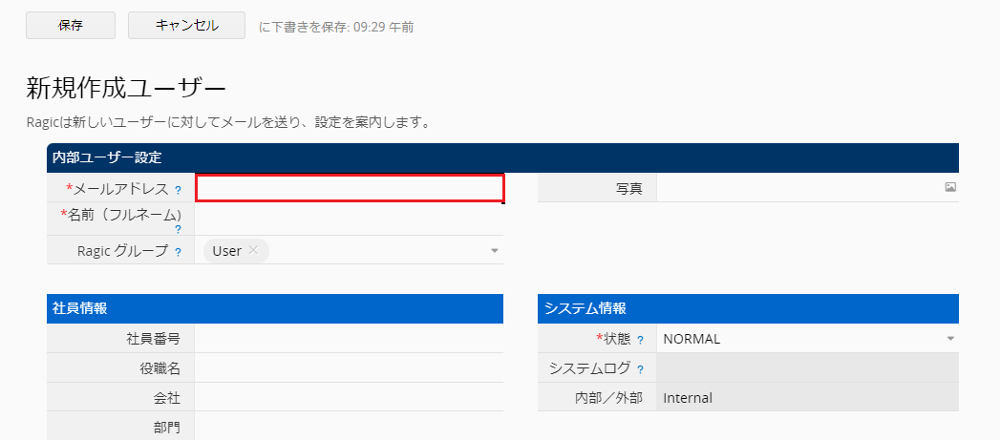 保存 キャンセル に下書きを保存: 09:29 午前
新規作成ユーザー
Ragicは新しいユーザーに対してメールを送り、設定を案内します。
内部ユーザー設定
*メールアドレス ? 写真
*名前（フルネーム)
?
Ragic グループ ? User ×
社員情報 システム情報
社員番号 *状態 ? NORMAL
役職名 システムログ ?
会社 内部／外部 Internal
部門